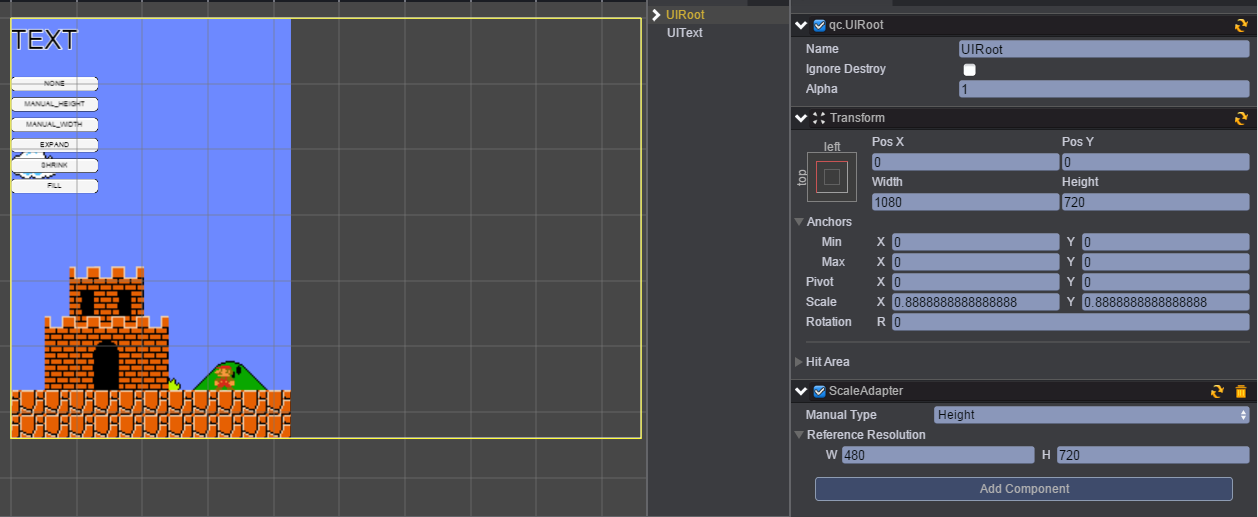 TEXT
NONE
MANUAL_HEIGHT
MANUAL_WIDTH
EXPAND
SHRINK
FILL
UIRoot
UIText
qc.UIRoot
Name UIRoot
Ignore Destroy
Alpha 1
Transform
left
top
Pos X Pos Y
0 0
Width Height
1080 720
Anchors
Min X 0 Y 0
Max X 0 Y 0
Pivot X 0 Y 0
Scale X 0.8888888888888888 Y 0.8888888888888888
Rotation R 0
Hit Area
ScaleAdapter
Manual Type Height
Reference Resolution
W 480 H 720
Add Component